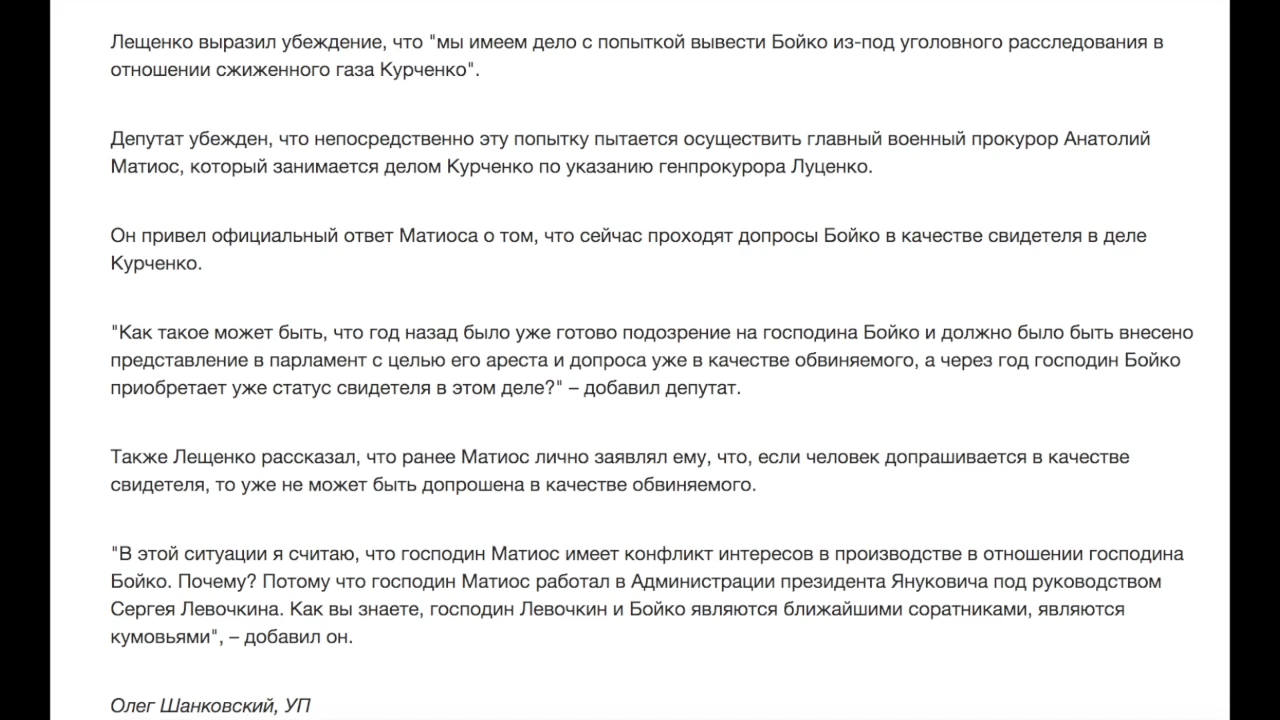 Лещенко выразил убеждение, что "мы имеем дело с попыткой вывести Бойко из-под уголовного расследования в
отношении сжиженного газа Курченко".
Депутат убежден, что непосредственно эту попытку пытается осуществить главный военный прокурор Анатолий
Матиос, который занимается делом Курченко по указанию генпрокурора Луценко.
Он привел официальный ответ Матиоса о том, что сейчас проходят допросы Бойко в качестве свидетеля в деле
Курченко.
"Как такое может быть, что год назад было уже готово подозрение на господина Бойко и должно было быть внесено
представление в парламент с целью его ареста и допроса уже в качестве обвиняемого, а через год господин Бойко
приобретает уже статус свидетеля в этом деле?" – добавил депутат.
Также Лещенко рассказал, что ранее Матиос лично заявлял ему, что, если человек допрашивается в качестве
свидетеля, то уже не может быть допрошена в качестве обвиняемого.
"В этой ситуации я считаю, что господин Матиос имеет конфликт интересов в производстве в отношении господина
Бойко. Почему? Потому что господин Матиос работал в Администрации президента Януковича под руководством
Сергея Левочкина. Как вы знаете, господин Левочкин и Бойко являются ближайшими соратниками, являются
кумовьями", – добавил он.
Олег Шанковский, УП